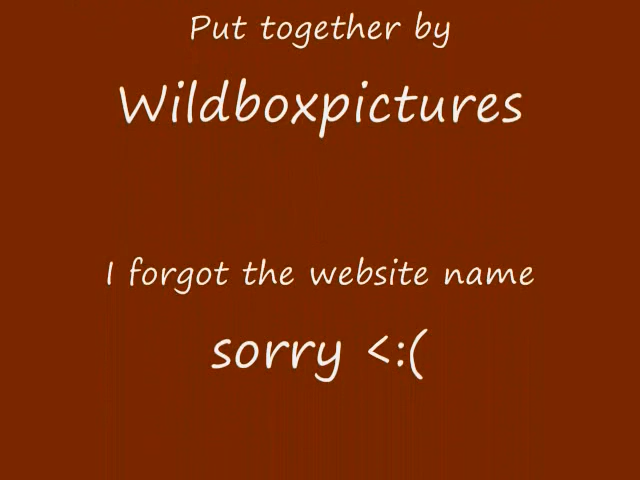 Put together by
Wildboxpictures
I forgot the website name
sorry <:(